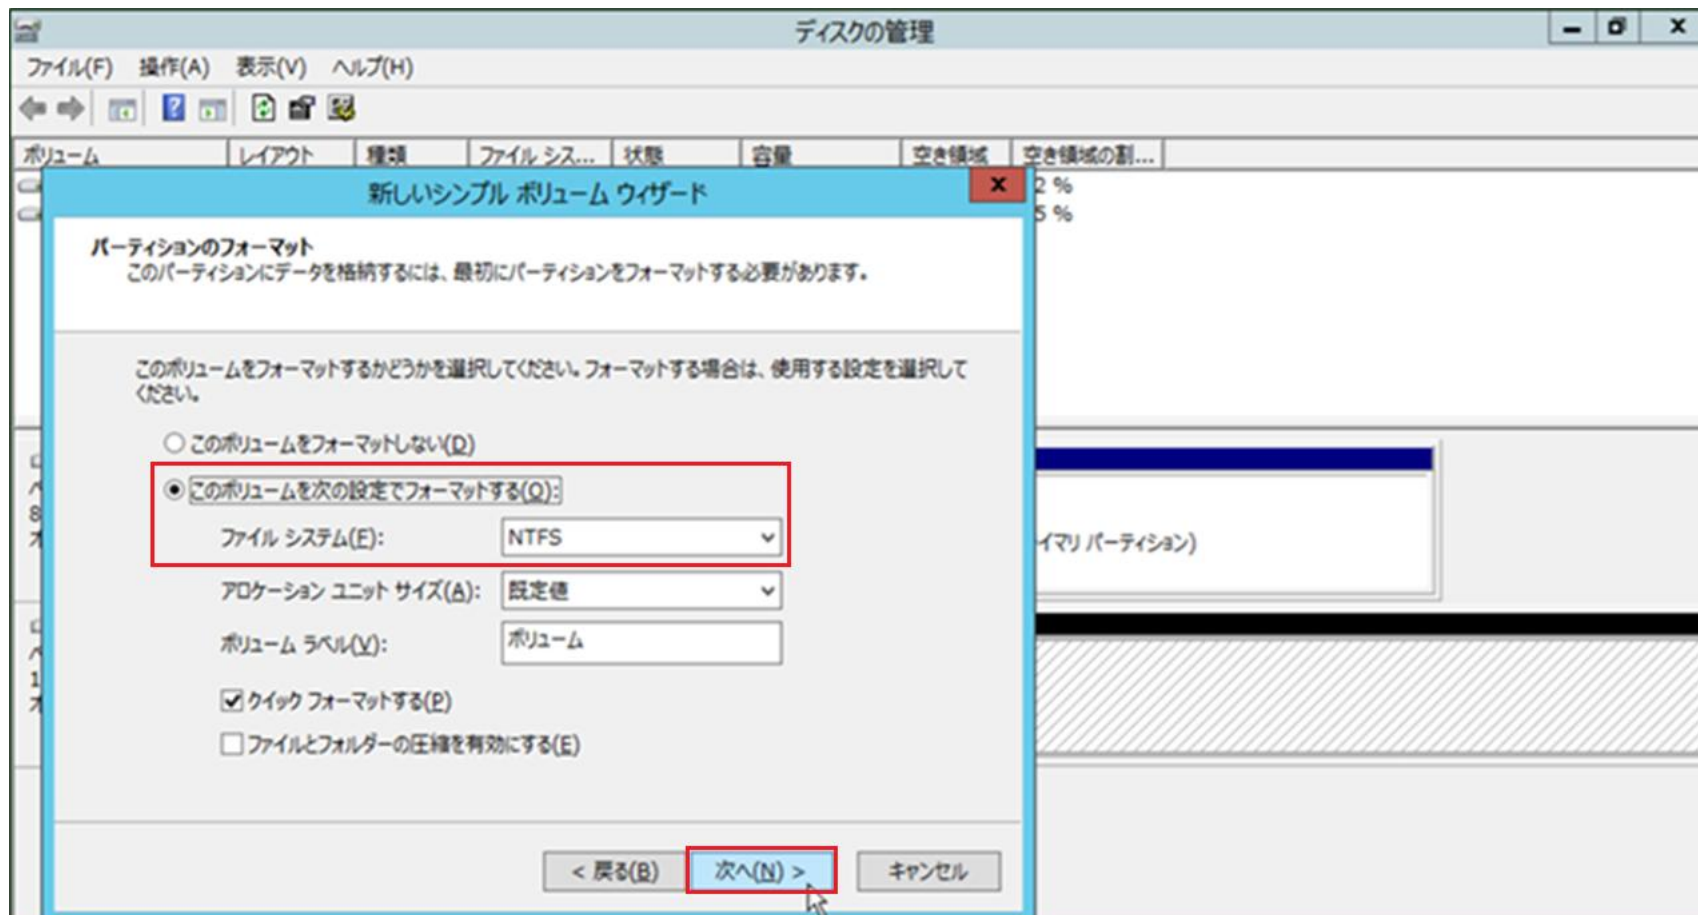 ディスクの管理
ファイル(F) 操作(A) 表示(V) ヘルプ(H)
ボリューム レイアウト 種類 ファイル シス... 状態 容量 空き領域 空き領域の割...
2 %
5 %
新しいシンプル ボリューム ウィザード
パーティションのフォーマット
このパーティションにデータを格納するには、最初にパーティションをフォーマットする必要があります。
このボリュームをフォーマットするかどうかを選択してください。フォーマットする場合は、使用する設定を選択して
ください。
このボリュームをフォーマットしない(D)
このボリュームを次の設定でフォーマットする(O):
ファイル システム(F): NTFS
アロケーション ユニット サイズ(A): 既定値
ボリューム ラベル(V): ボリューム
クイック フォーマットする(P)
ファイルとフォルダーの圧縮を有効にする(E)
< 戻る(B) 次へ(N) > キャンセル
イマリ パーティション)